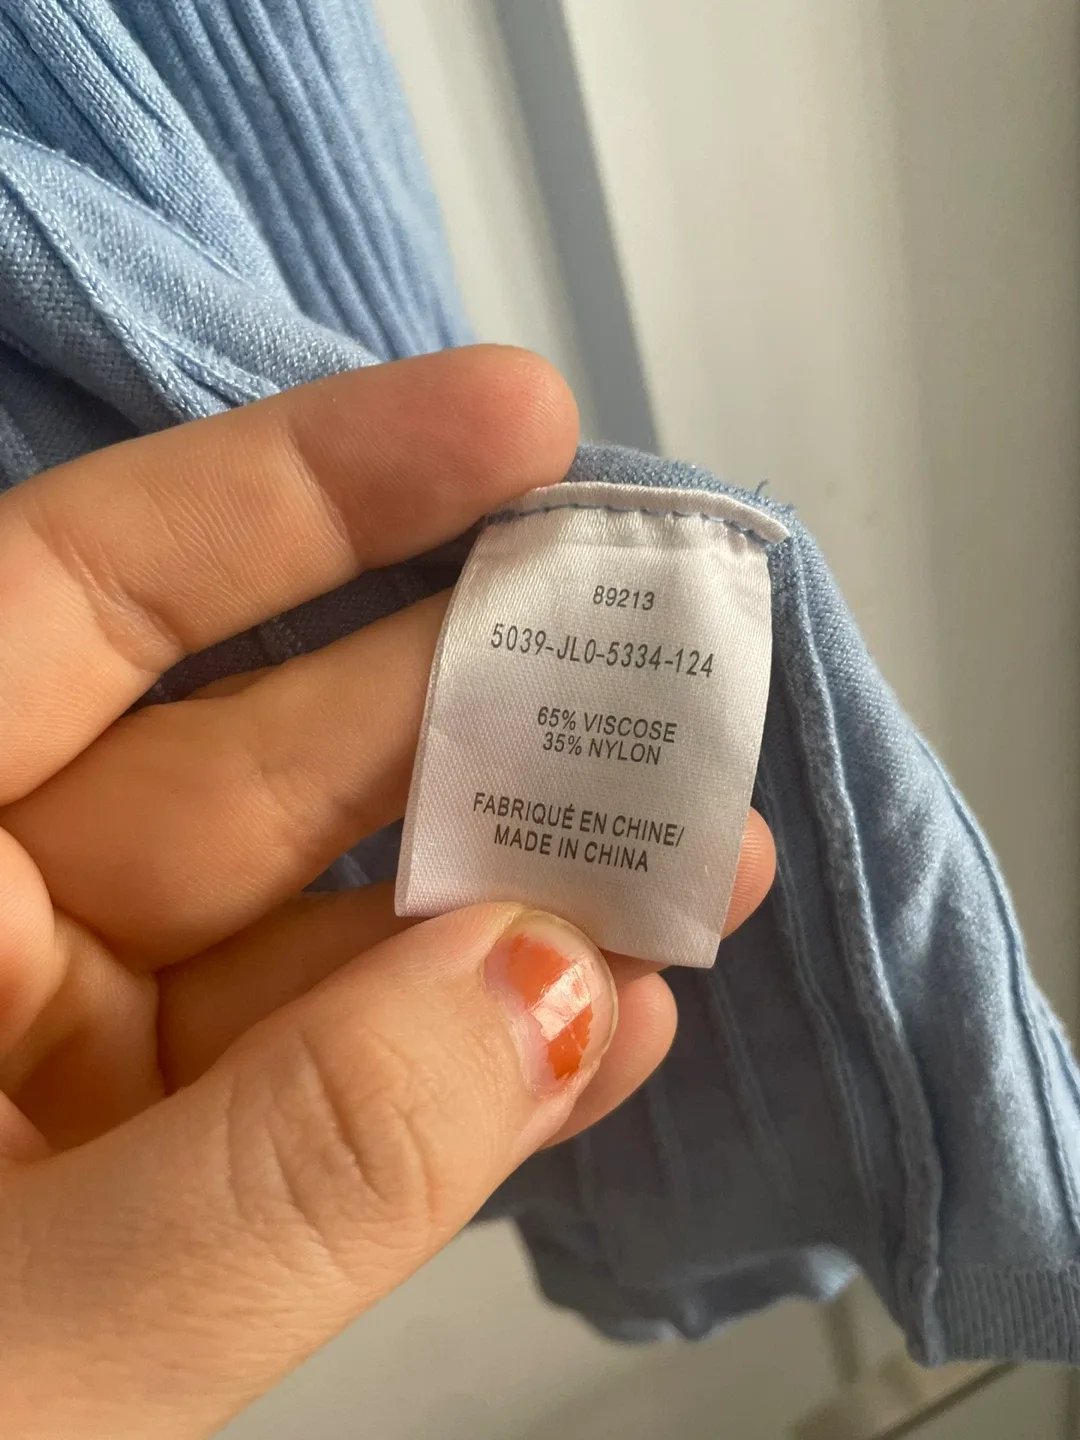 89213
5039-JL0-5334-124
65% VISCOSE
35% NYLON
FABRIQUÉ EN CHINE/
MADE IN CHINA